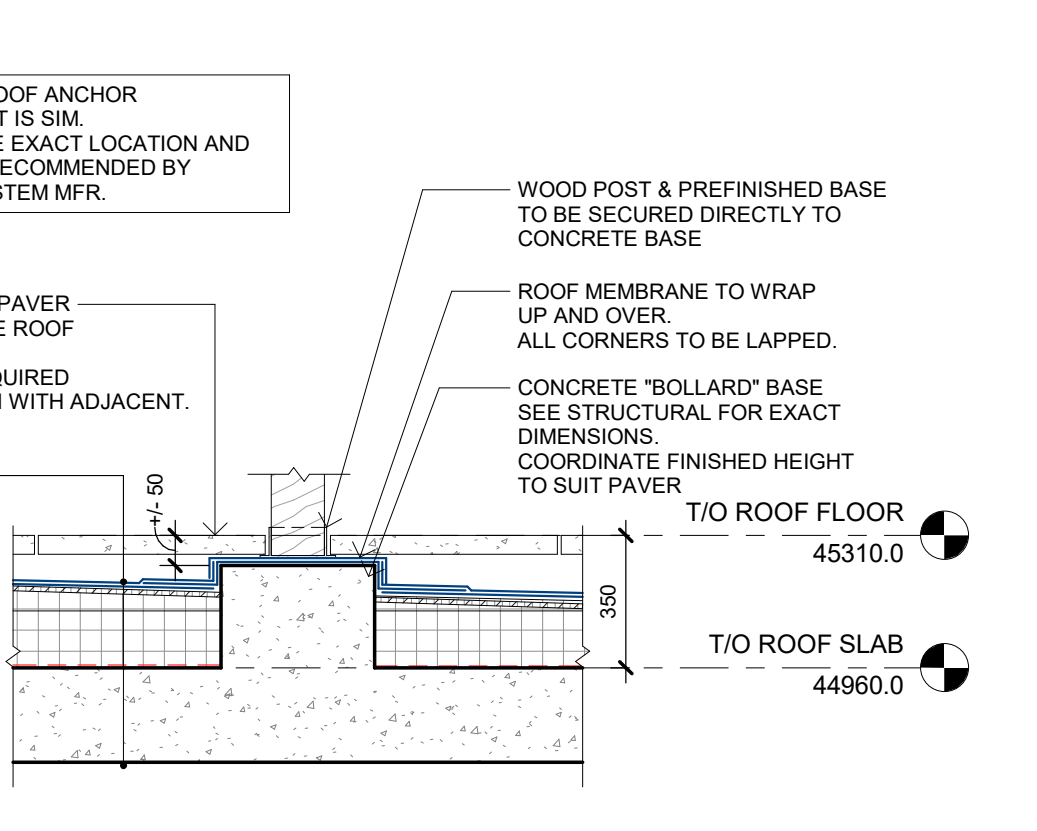 OOF ANCHOR
T IS SIM.
E EXACT LOCATION AND
RECOMMENDED BY
STEM MFR.
WOOD POST & PREFINISHED BASE
TO BE SECURED DIRECTLY TO
CONCRETE BASE
ROOF MEMBRANE TO WRAP
UP AND OVER.
ALL CORNERS TO BE LAPPED.
PAVER
E ROOF
QUIRED
WITH ADJACENT.
CONCRETE "BOLLARD" BASE
SEE STRUCTURAL FOR EXACT
DIMENSIONS.
COORDINATE FINISHED HEIGHT
TO SUIT PAVER
+/- 50
T/O ROOF FLOOR
45310.0
350
T/O ROOF SLAB
44960.0